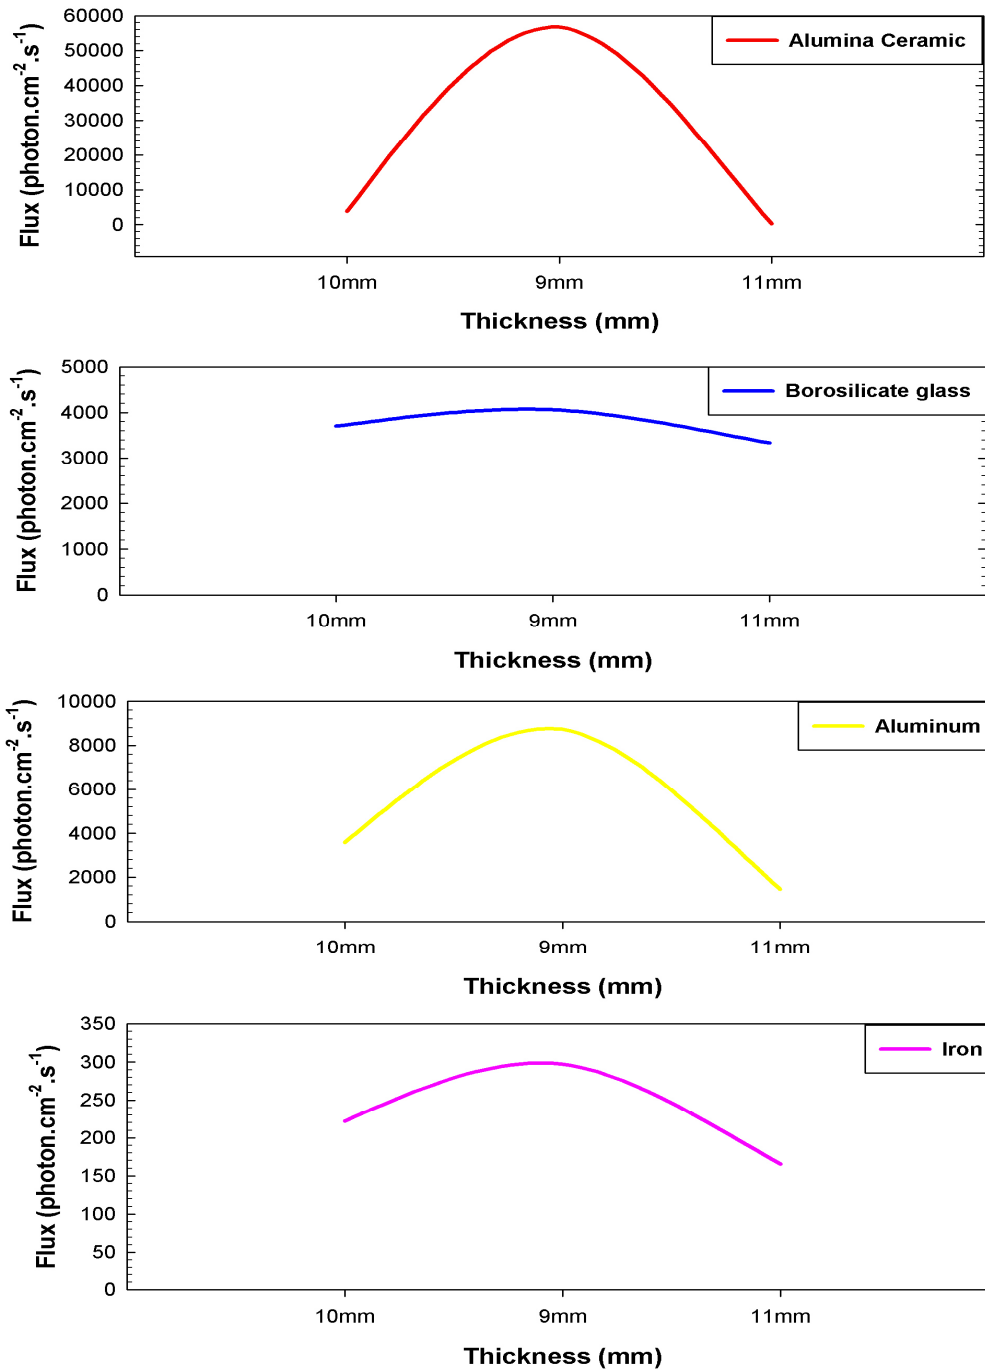 Flux (photon.cm-2.s-1)
60000
50000
40000
30000
20000
10000
0
Alumina Ceramic
10mm 9mm 11mm
Thickness (mm)
Flux (photon.cm-2.s-1)
5000
4000
3000
2000
1000
0
Borosilicate glass
10mm 9mm 11mm
Thickness (mm)
Flux (photon.cm-2.s-1)
10000
8000
6000
4000
2000
0
Aluminum
10mm 9mm 11mm
Thickness (mm)
Flux (photon.cm-2.s-1)
350
300
250
200
150
100
50
0
Iron
10mm 9mm 11mm
Thickness (mm)